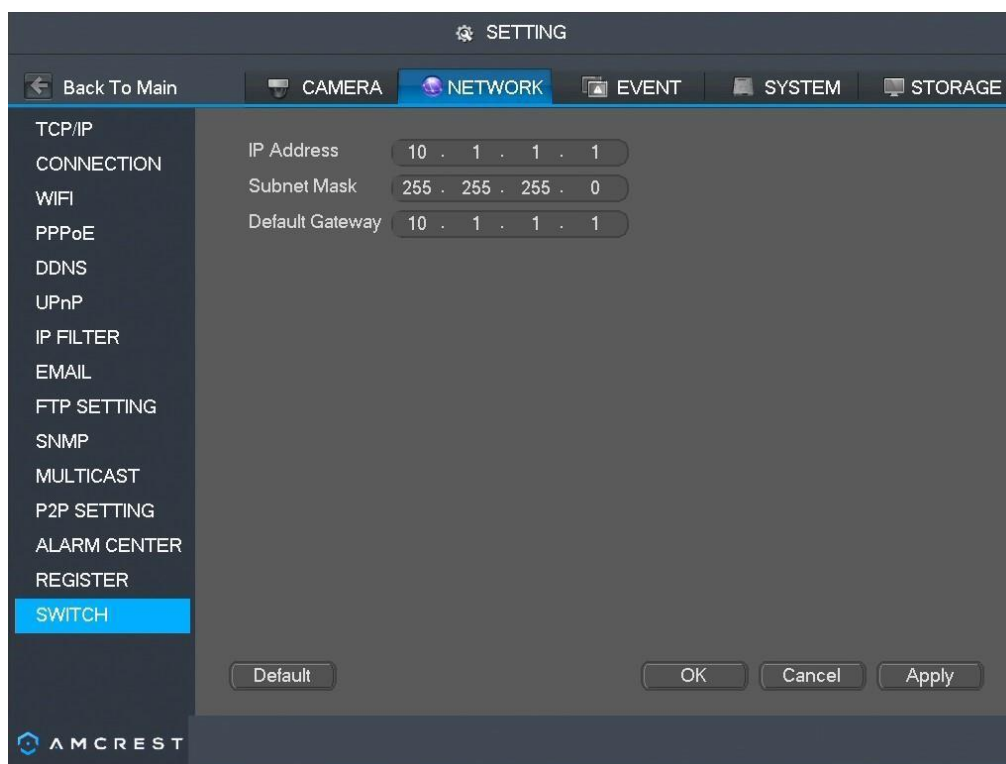 SETTING
Back To Main CAMERA NETWORK EVENT SYSTEM STORAGE
TCP/IP
CONNECTION
WIFI
PPPoE
DDNS
UPnP
IP FILTER
EMAIL
FTP SETTING
SNMP
MULTICAST
P2P SETTING
ALARM CENTER
REGISTER
SWITCH
IP Address 10 . 1 . 1 . 1
Subnet Mask 255 . 255 . 255 . 0
Default Gateway 10 . 1 . 1 . 1
Default OK Cancel Apply
AMCREST